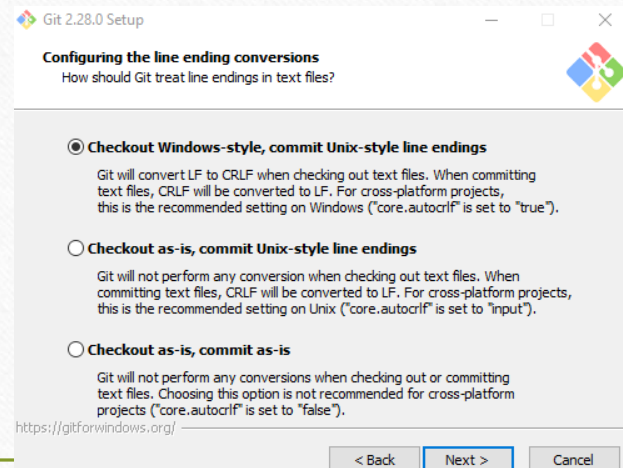 Git 2.28.0 Setup
Configuring the line ending conversions
How should Git treat line endings in text files?
Checkout Windows-style, commit Unix-style line endings
Git will convert LF to CRLF when checking out text files. When committing
text files, CRLF will be converted to LF. For cross-platform projects,
this is the recommended setting on Windows ("core.autocrlf" is set to "true").
Checkout as-is, commit Unix-style line endings
Git will not perform any conversion when checking out text files. When
committing text files, CRLF will be converted to LF. For cross-platform projects,
this is the recommended setting on Unix ("core.autocrlf" is set to "input").
Checkout as-is, commit as-is
Git will not perform any conversions when checking out or committing
text files. Choosing this option is not recommended for cross-platform
projects ("core.autocrlf" is set to "false").
https://gitforwindows.org/
< Back Next > Cancel